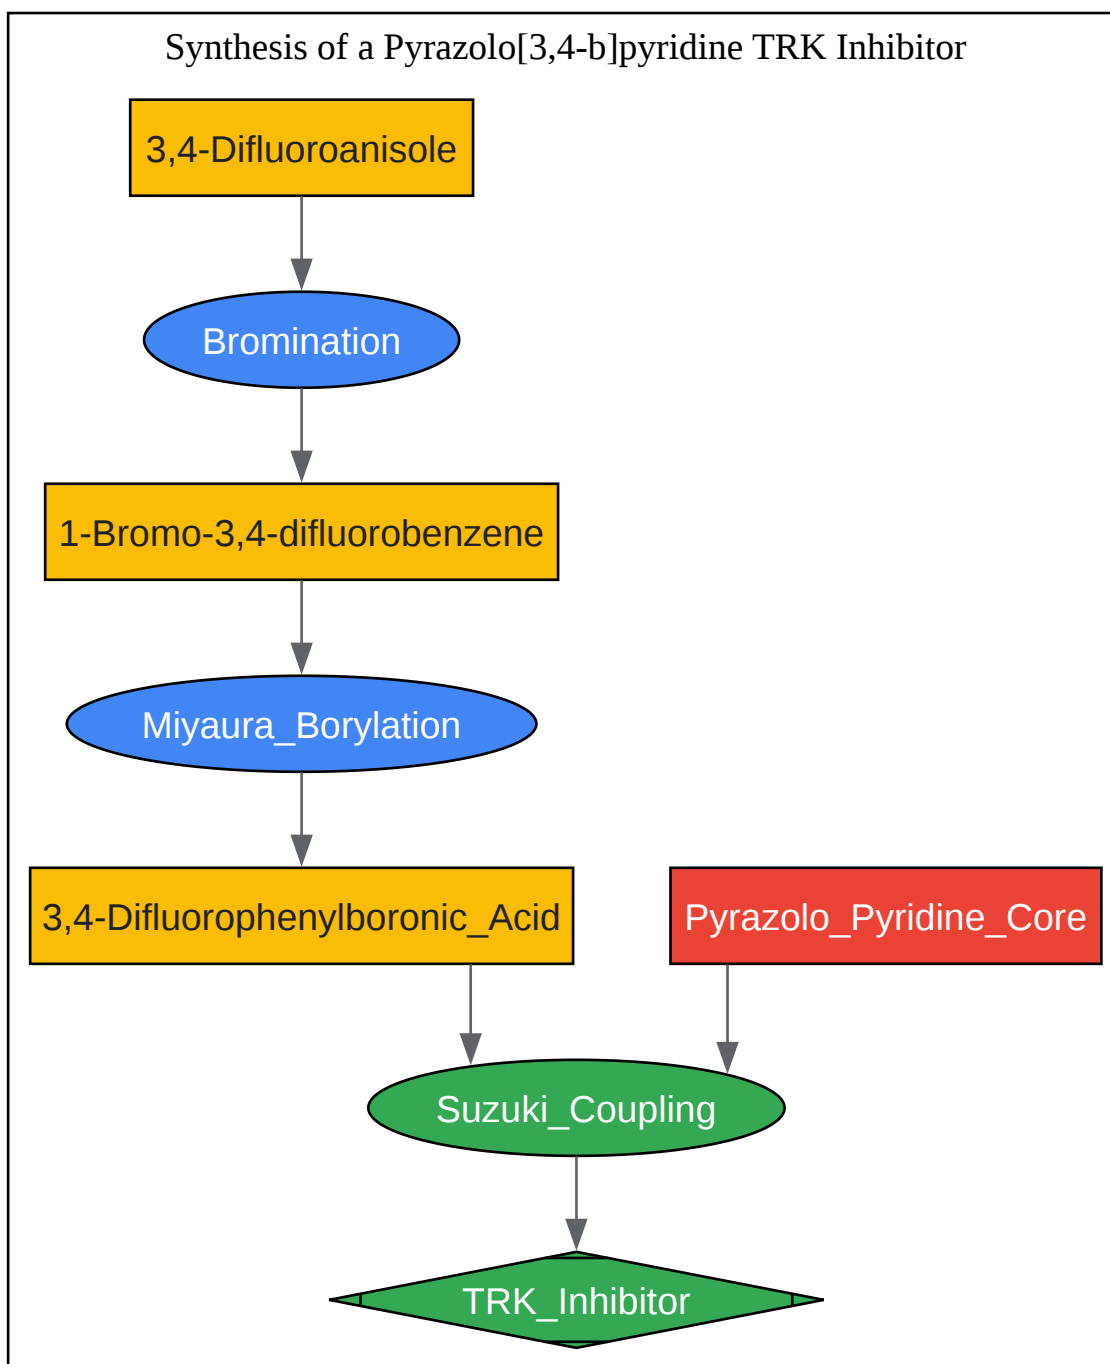 Synthesis of a Pyrazolo[3,4-b]pyridine TRK Inhibitor
3,4-Difluoroanisole
Bromination
1-Bromo-3,4-difluorobenzene
Miyaura_Borylation
3,4-Difluorophenylboronic_Acid
Pyrazolo_Pyridine_Core
Suzuki_Coupling
TRK_Inhibitor